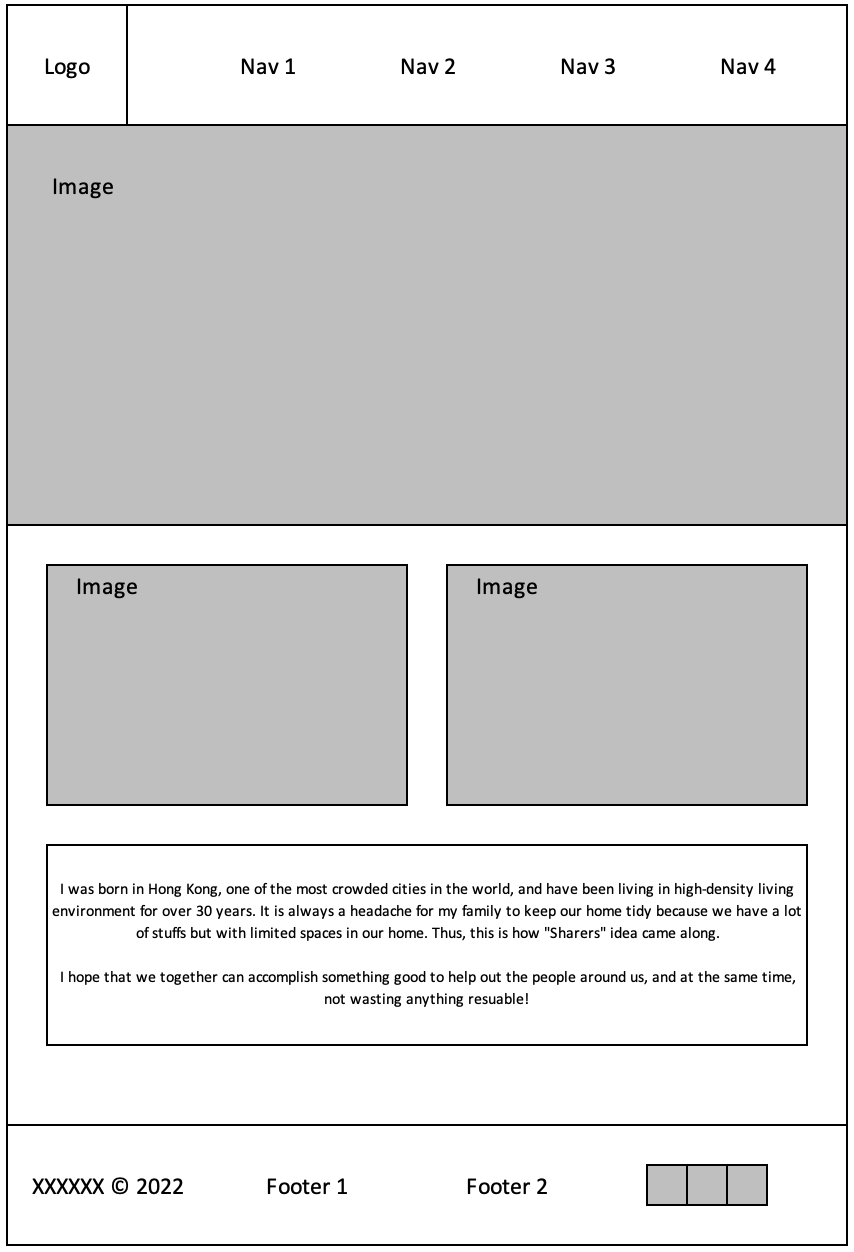 Logo
Nav 1
Nav 2
Nav 3
Nav 4
Image
Image
Image
I was born in Hong Kong, one of the most crowded cities in the world, and have been living in high-density living
environment for over 30 years. It is always a headache for my family to keep our home tidy because we have a lot
of stuffs but with limited spaces in our home. Thus, this is how "Sharers" idea came along.
I hope that we together can accomplish something good to help out the people around us, and at the same time,
not wasting anything resuable!
XXXXXX © 2022
Footer 1
Footer 2